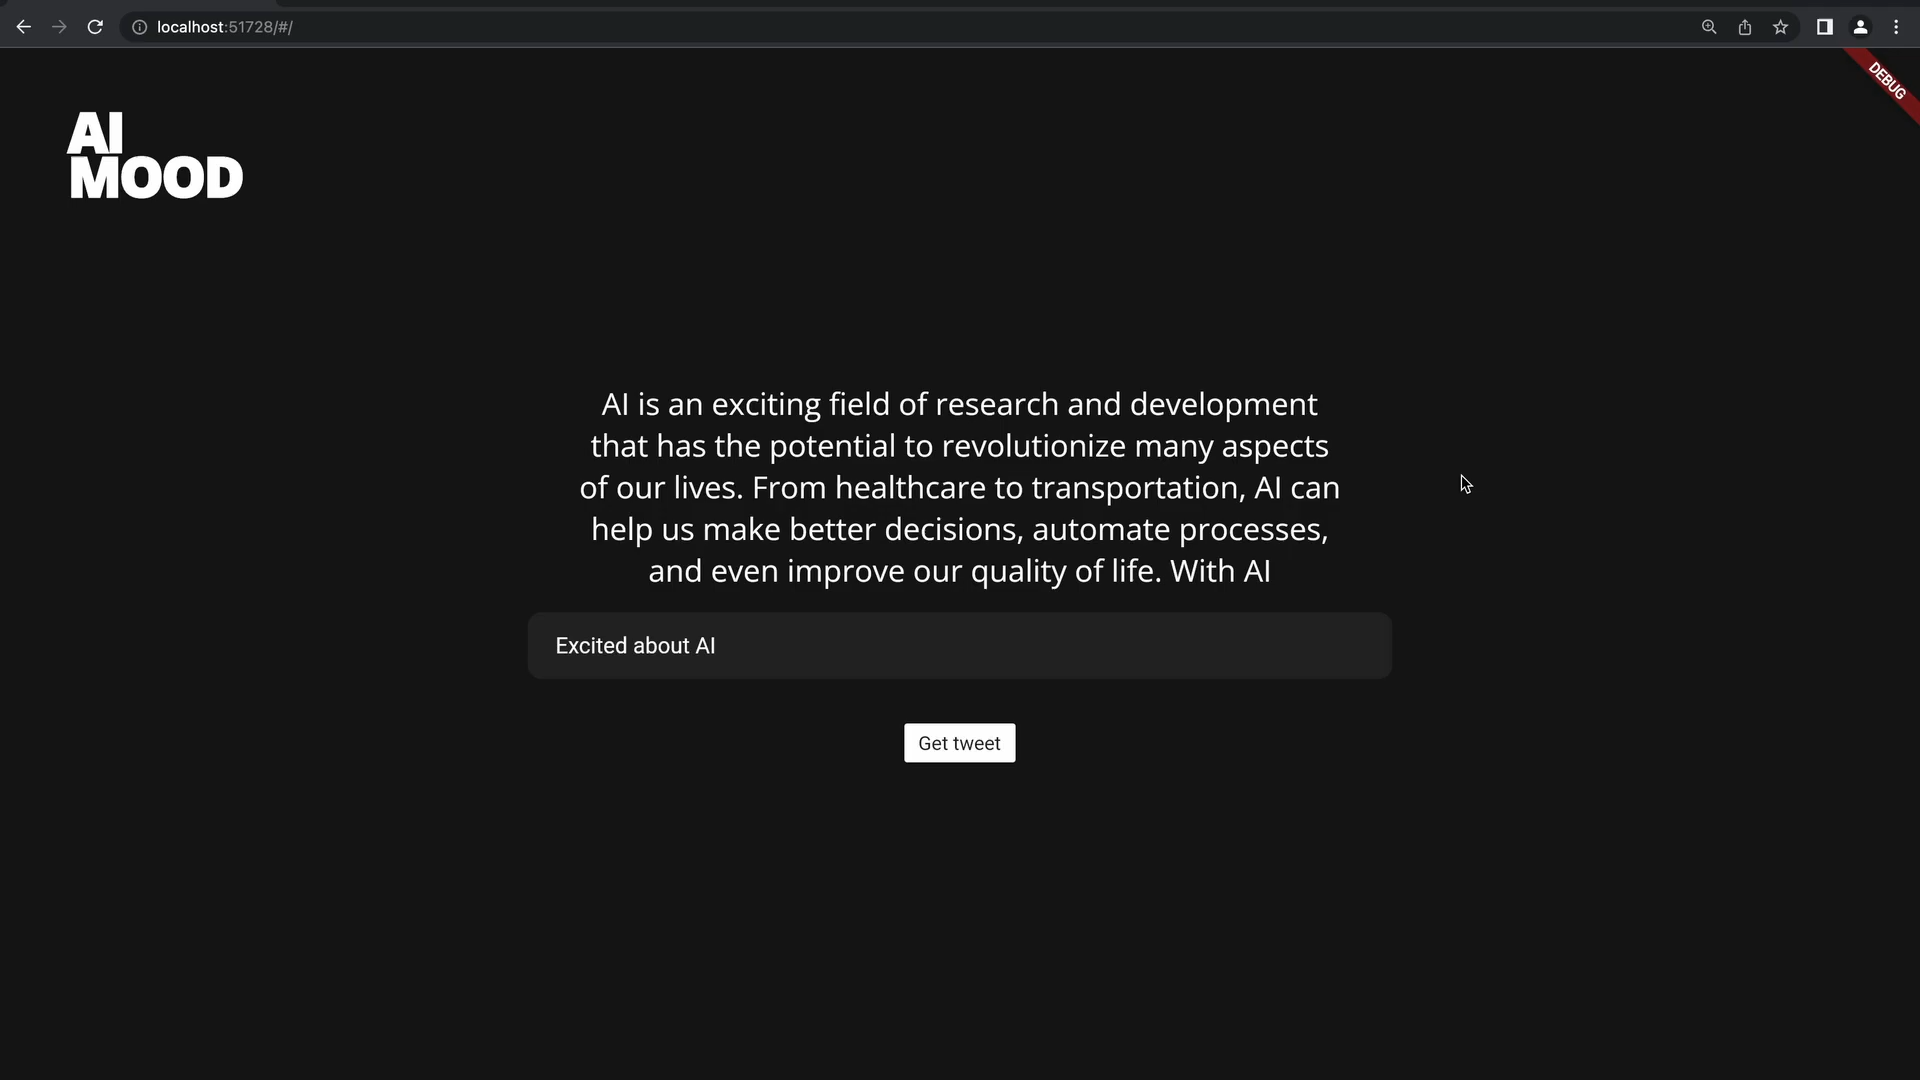 localhost:51728/#/
DEBUG
AI
MOOD
AI is an exciting field of research and development
that has the potential to revolutionize many aspects
of our lives. From healthcare to transportation, AI can
help us make better decisions, automate processes,
and even improve our quality of life. With AI
Excited about AI
Get tweet